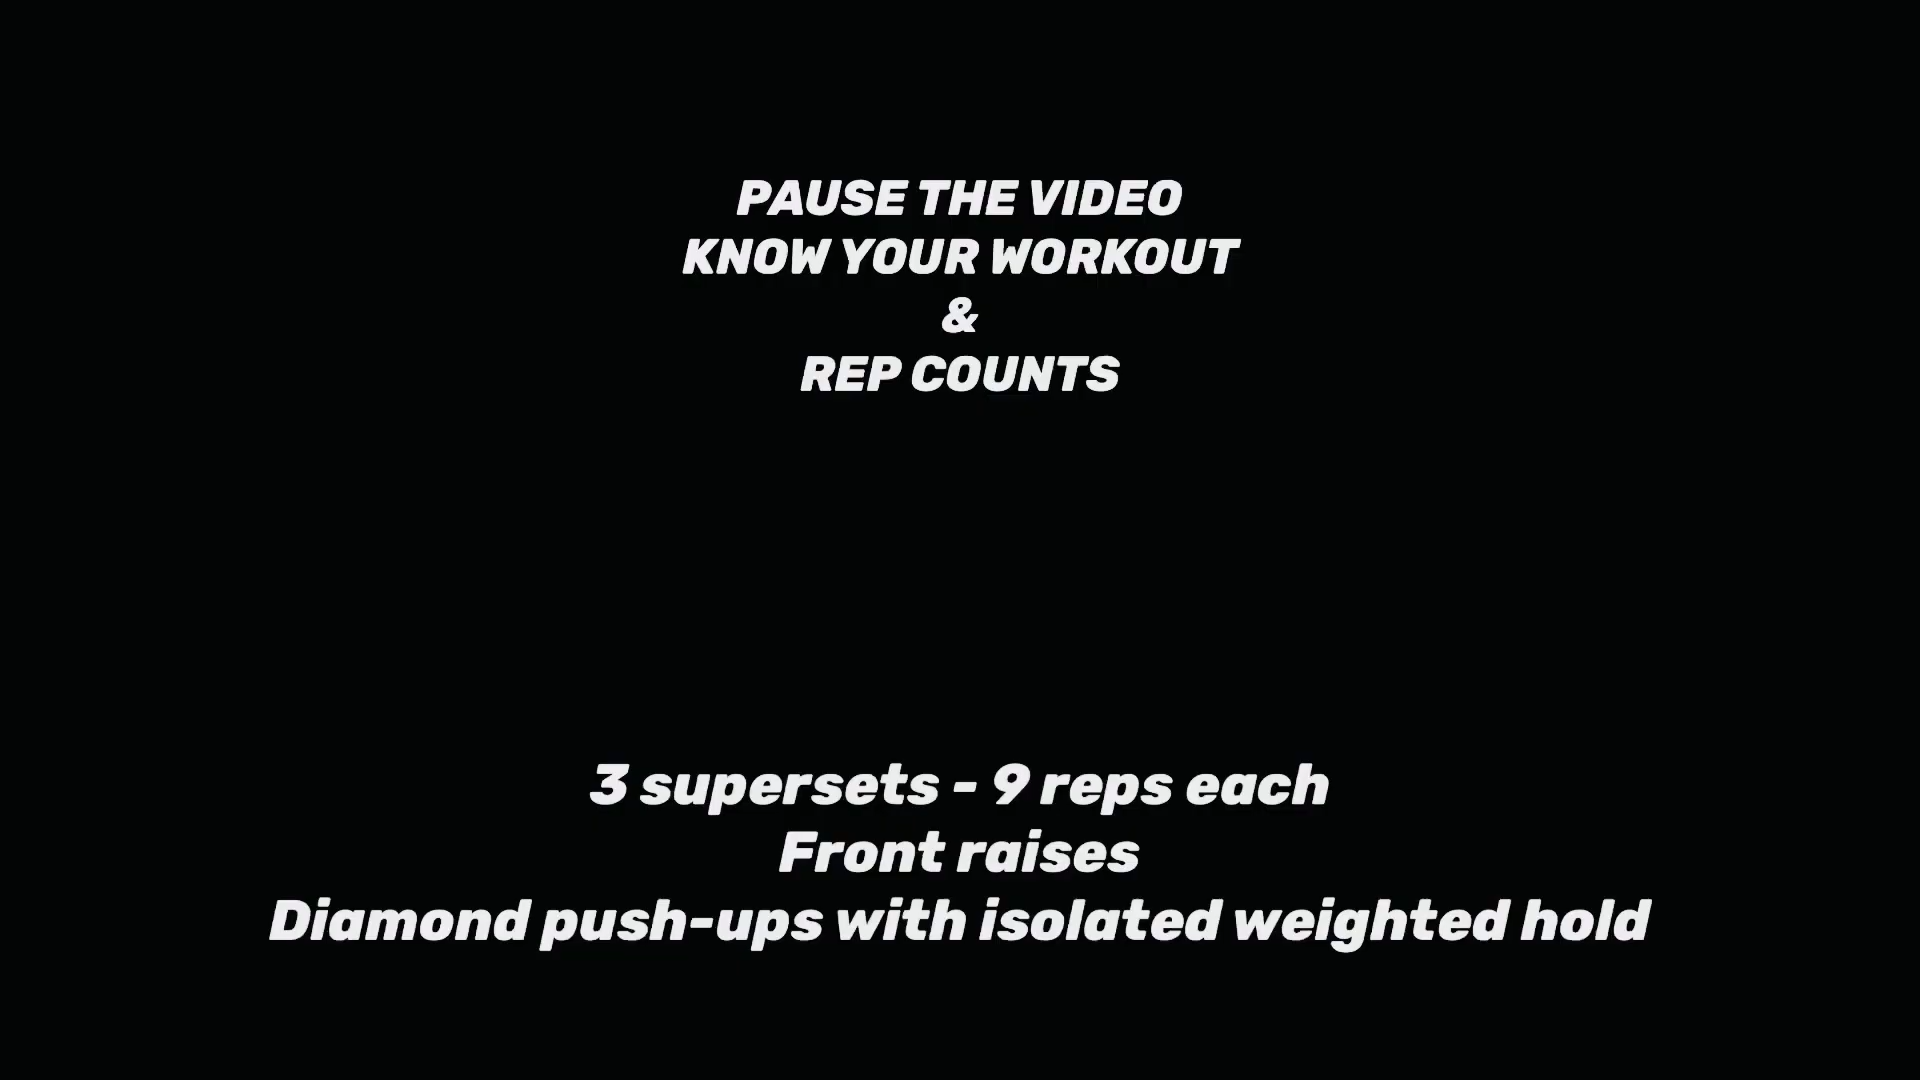 PAUSE THE VIDEO
KNOW YOUR WORKOUT
&
REP COUNTS
3 supersets - 9 reps each
Front raises
Diamond push-ups with isolated weighted hold